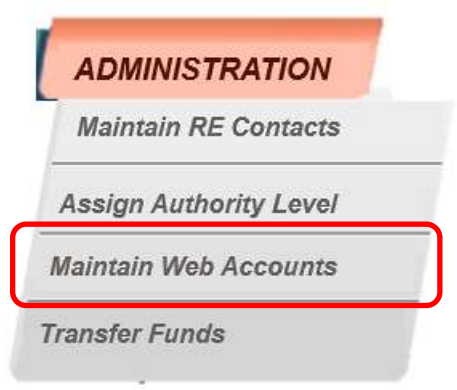 ADMINISTRATION
Maintain RE Contacts
Assign Authority Level
Maintain Web Accounts
Transfer Funds